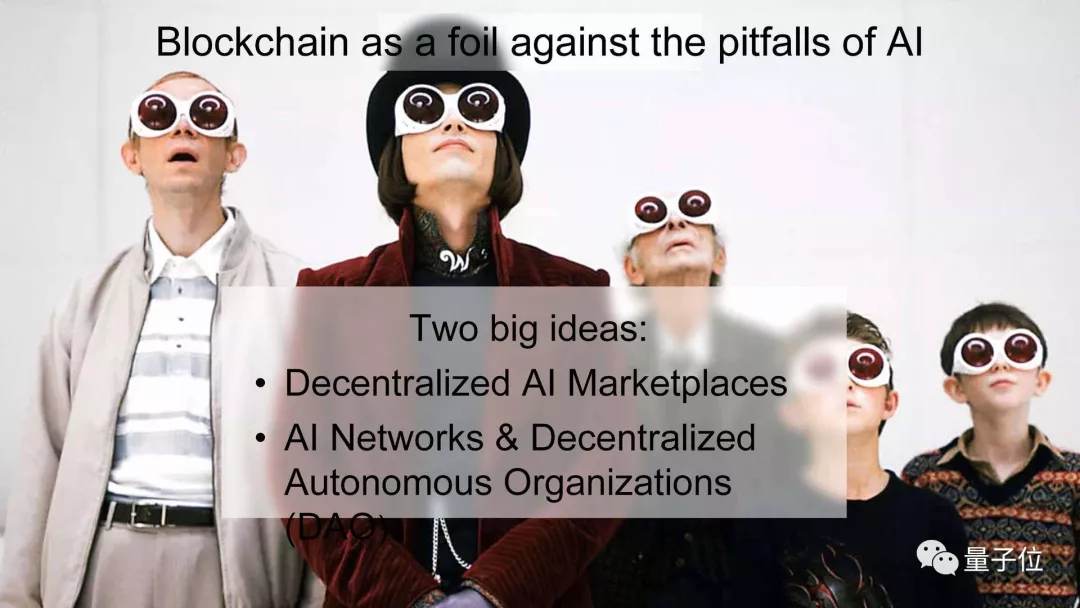 Blockchain as a foil against the pitfalls of AI
W
Two big ideas:
• Decentralized AI Marketplaces
• AI Networks & Decentralized
Autonomous Organizations
(DAO)
量子位